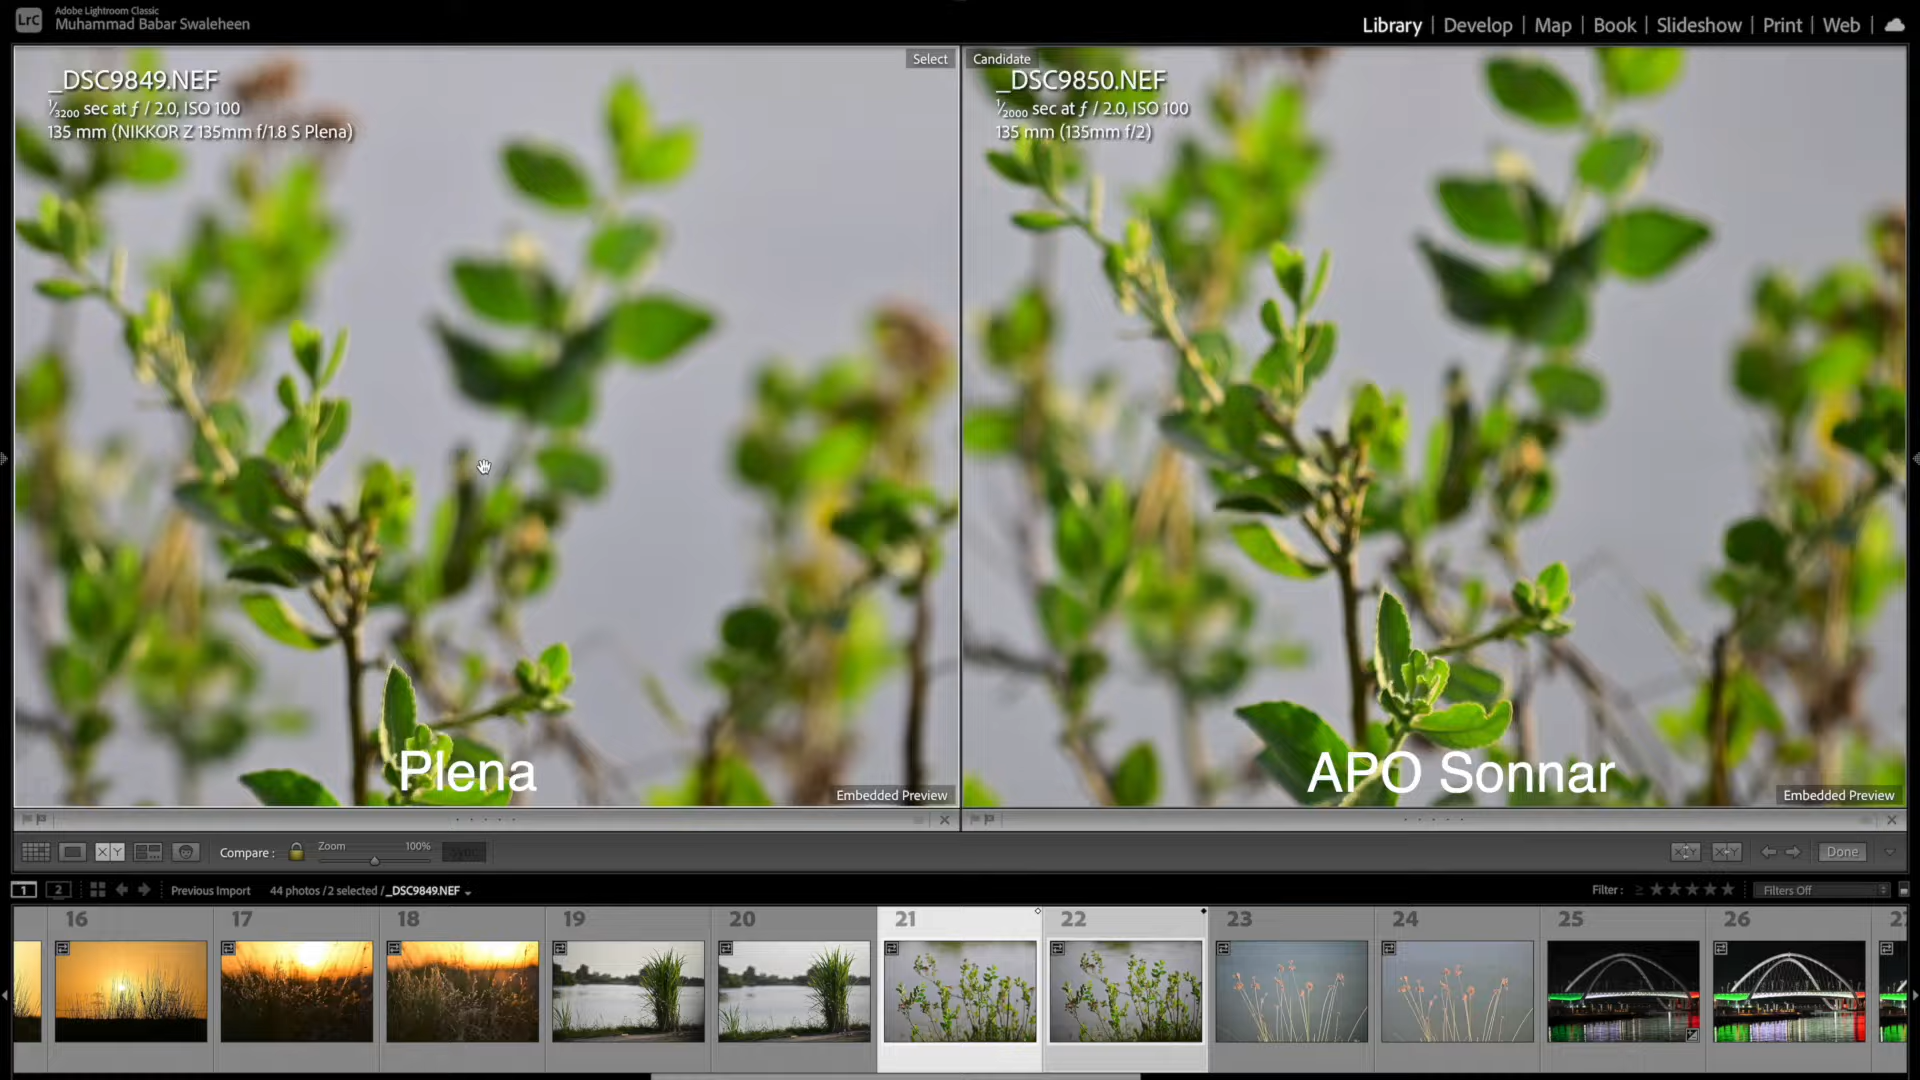 LrC
Adobe Lightroom Classic
Muhammad Babar Swaleheen
Library | Develop | Map | Book | Slideshow | Print | Web |
Select
_DSC9849.NEF
1/3200 sec at ƒ / 2.0, ISO 100
135 mm (NIKKOR Z 135mm f/1.8 S Plena)
Plena
Embedded Preview
Candidate
_DSC9850.NEF
1/2000 sec at ƒ / 2.0, ISO 100
135 mm (135mm f/2)
APO Sonnar
Embedded Preview
XY
Compare :
Zoom
100%
Sync
Done
1
2
Previous Import
44 photos /2 selected /_DSC9849.NEF
Filter :
Filters Off
16
17
18
19
20
21
22
23
24
25
26